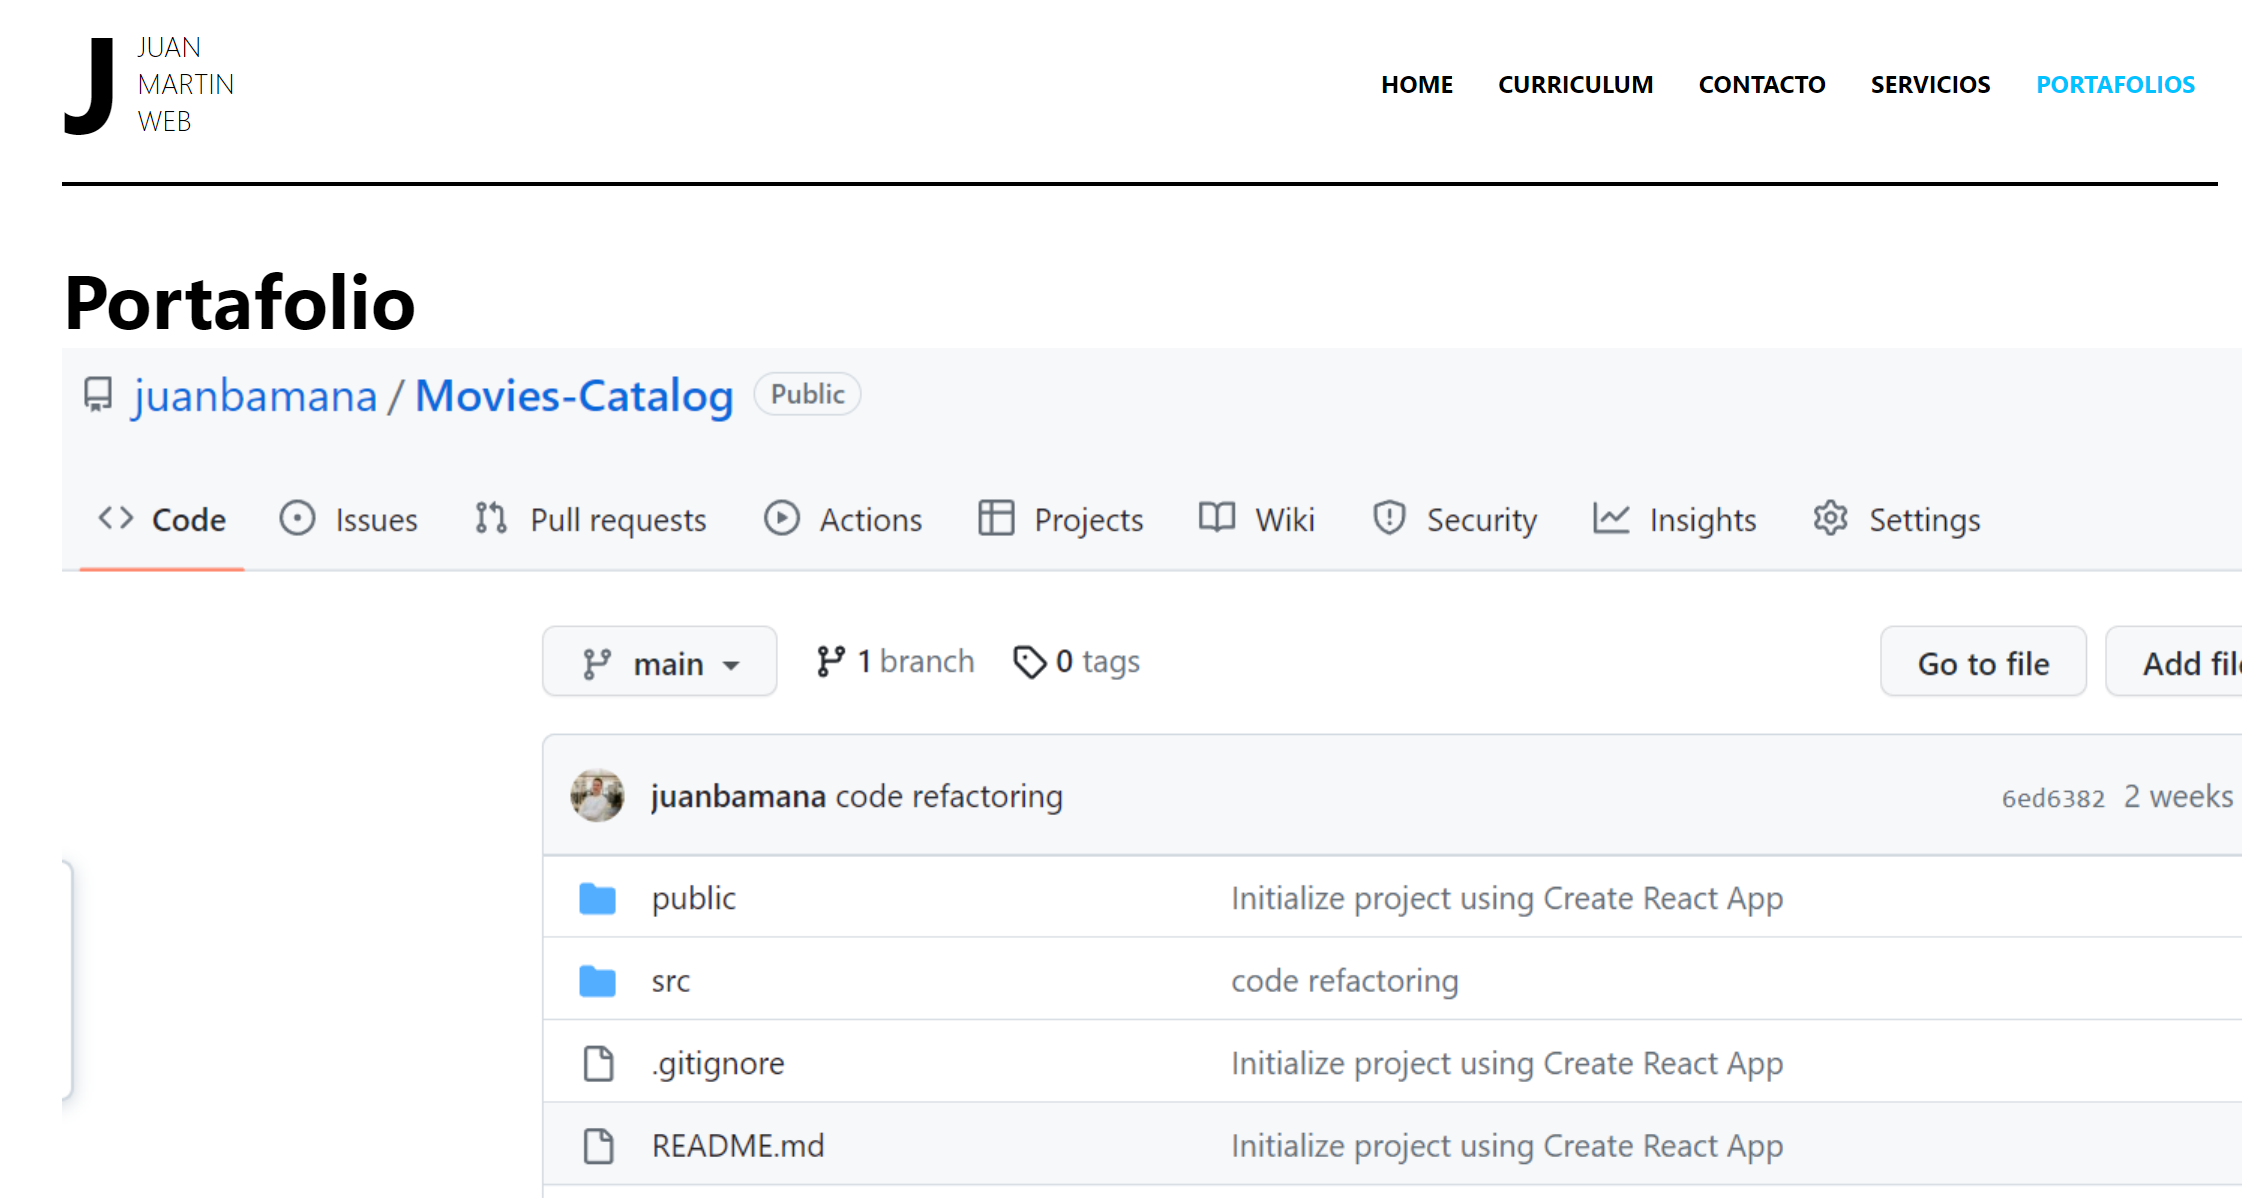 J
JUAN
MARTIN
WEB
HOME CURRICULUM CONTACTO SERVICIOS PORTAFOLIOS
Portafolio
juanbamana / Movies-Catalog Public
Code Issues Pull requests Actions Projects Wiki Security Insights Settings
main 1 branch 0 tags Go to file Add file
juanbamana code refactoring 6ed6382 2 weeks
public Initialize project using Create React App
src code refactoring
.gitignore Initialize project using Create React App
README.md Initialize project using Create React App